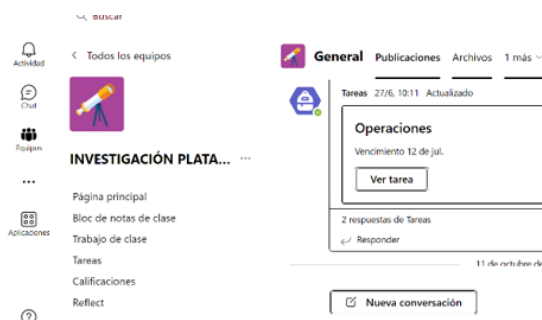 Buscar
Actividad
Chat
Equipos
Aplicaciones
Todos los equipos
INVESTIGACIÓN PLATA...
Página principal
Bloc de notas de clase
Trabajo de clase
Tareas
Calificaciones
Reflect
General Publicaciones Archivos 1 más
Tareas 27/6, 10:11 Actualizado
Operaciones
Vencimiento 12 de jul.
Ver tarea
2 respuestas de Tareas
Responder
11 de octubre de
Nueva conversación